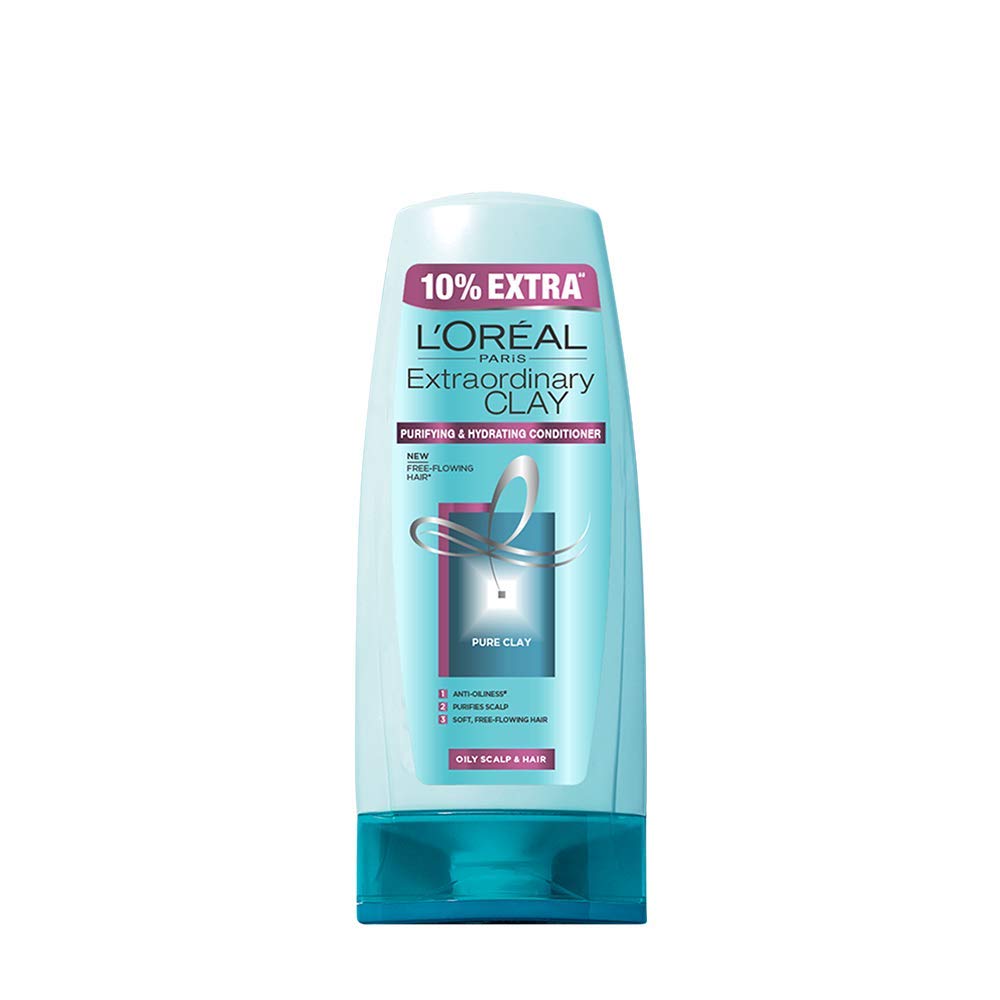 10% EXTRA##
L'ORÉAL
PARIS
Extraordinary
CLAY
PURIFYING & HYDRATING CONDITIONER
NEW
FREE-FLOWING
HAIR*
PURE CLAY
1 ANTI-OILINESS#
2 PURIFIES SCALP
3 SOFT, FREE-FLOWING HAIR
OILY SCALP & HAIR